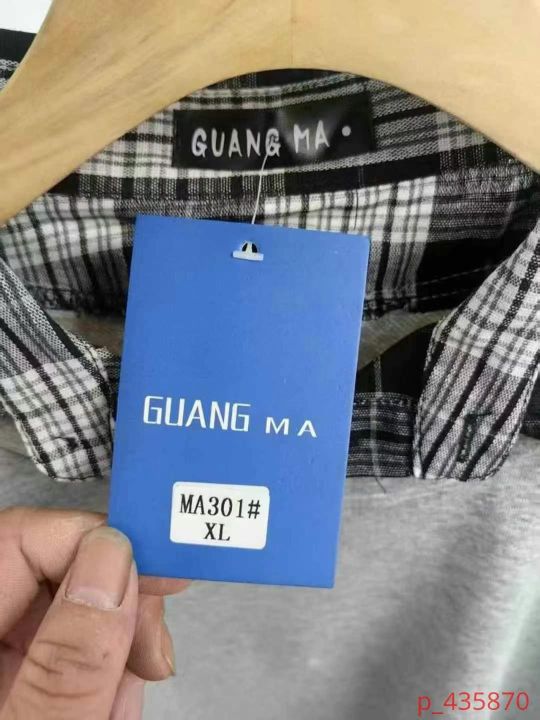 GUANG MA
GUANG MA
MA301#
XL
p_435870